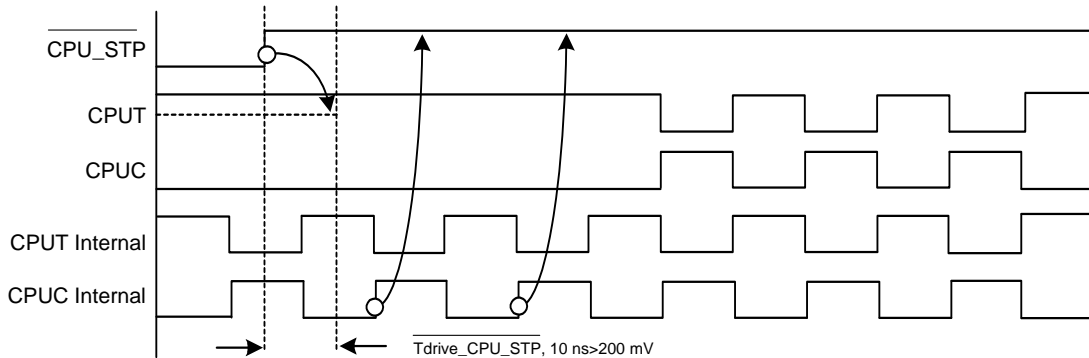 CPU_STP
CPUT
CPUC
CPUT Internal
CPUC Internal
Tdrive_CPU_STP, 10 ns>200 mV